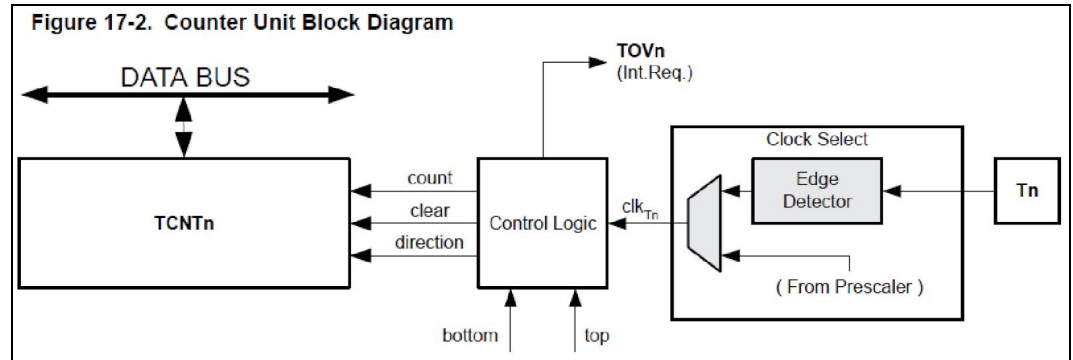 Figure 17-2. Counter Unit Block Diagram
TOVn
(Int.Req.)
DATA BUS
Clock Select
count
clear
direction
TCNTn
Control Logic
clkTn
Edge
Detector
Tn
( From Prescaler )
bottom
top